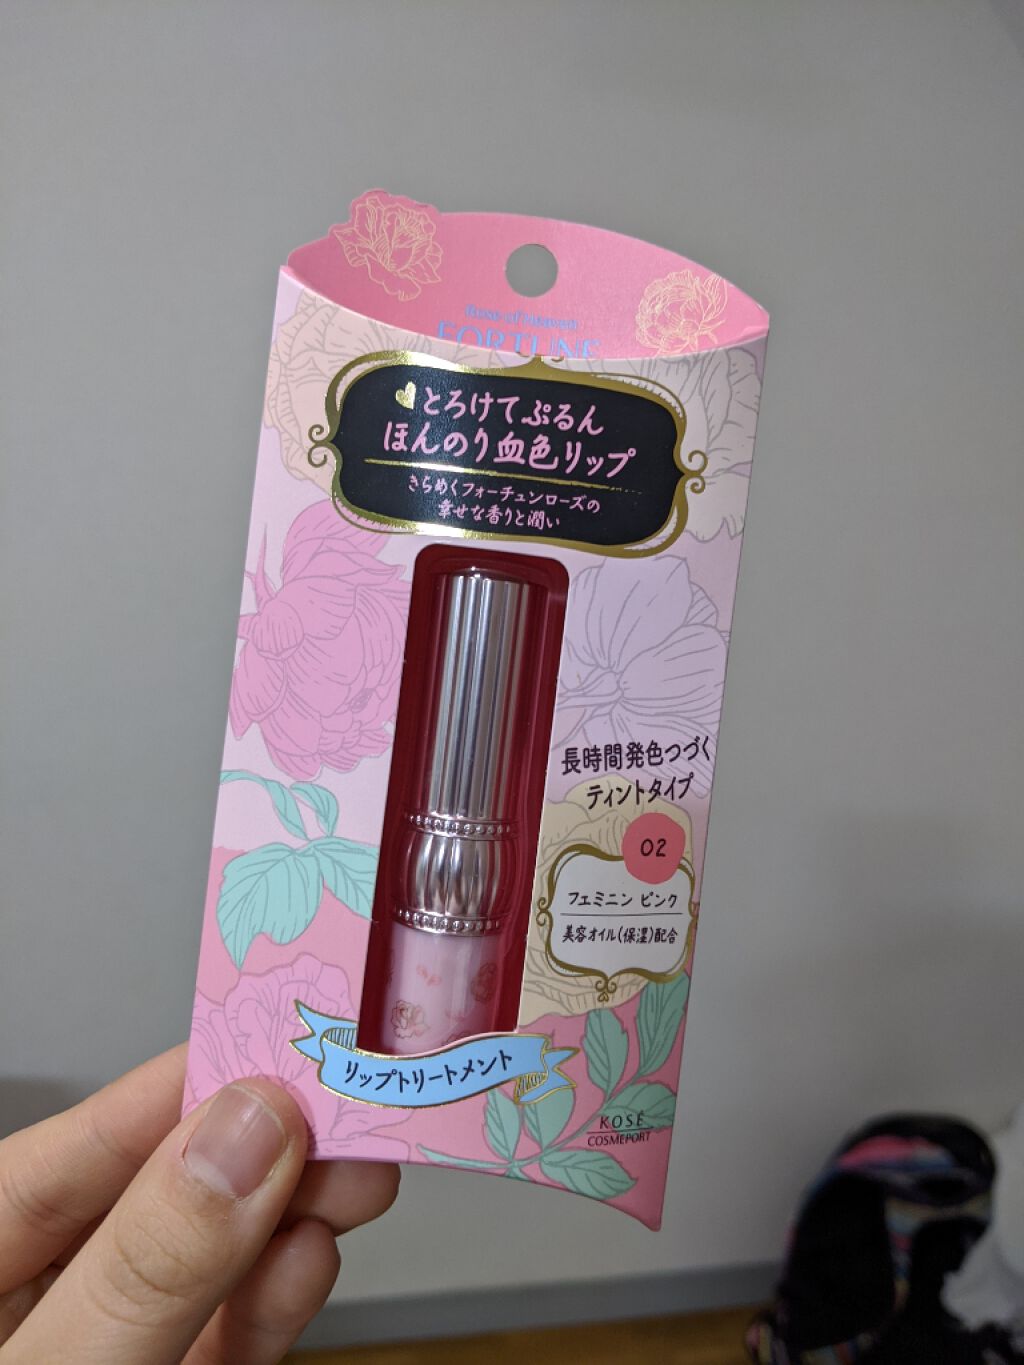 Rose of Heaven
FORTUNE
とろけてぷるん
ほんのり血色リップ
きらめくフォーチュンローズの
幸せな香りと潤い
長時間発色つづく
ティントタイプ
02
フェミニン ピンク
美容オイル(保湿)配合
リップトリートメント
KOSÉ
COSMEPORT